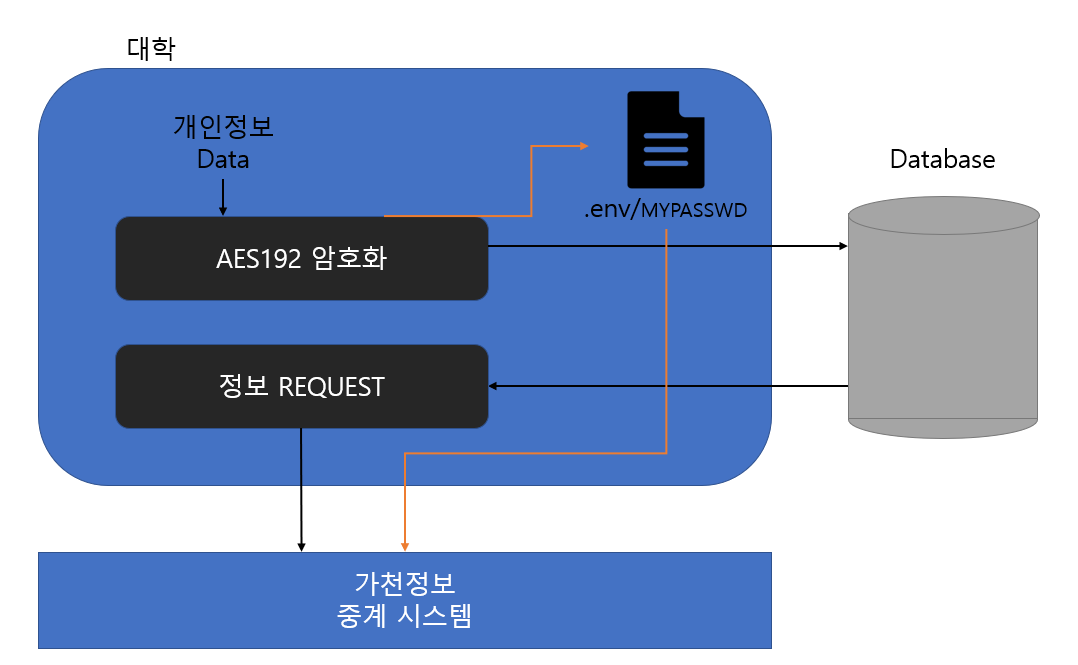 대학
개인정보
Data
.env/MYPASSWD
Database
AES192 암호화
정보 REQUEST
가천정보
중계 시스템